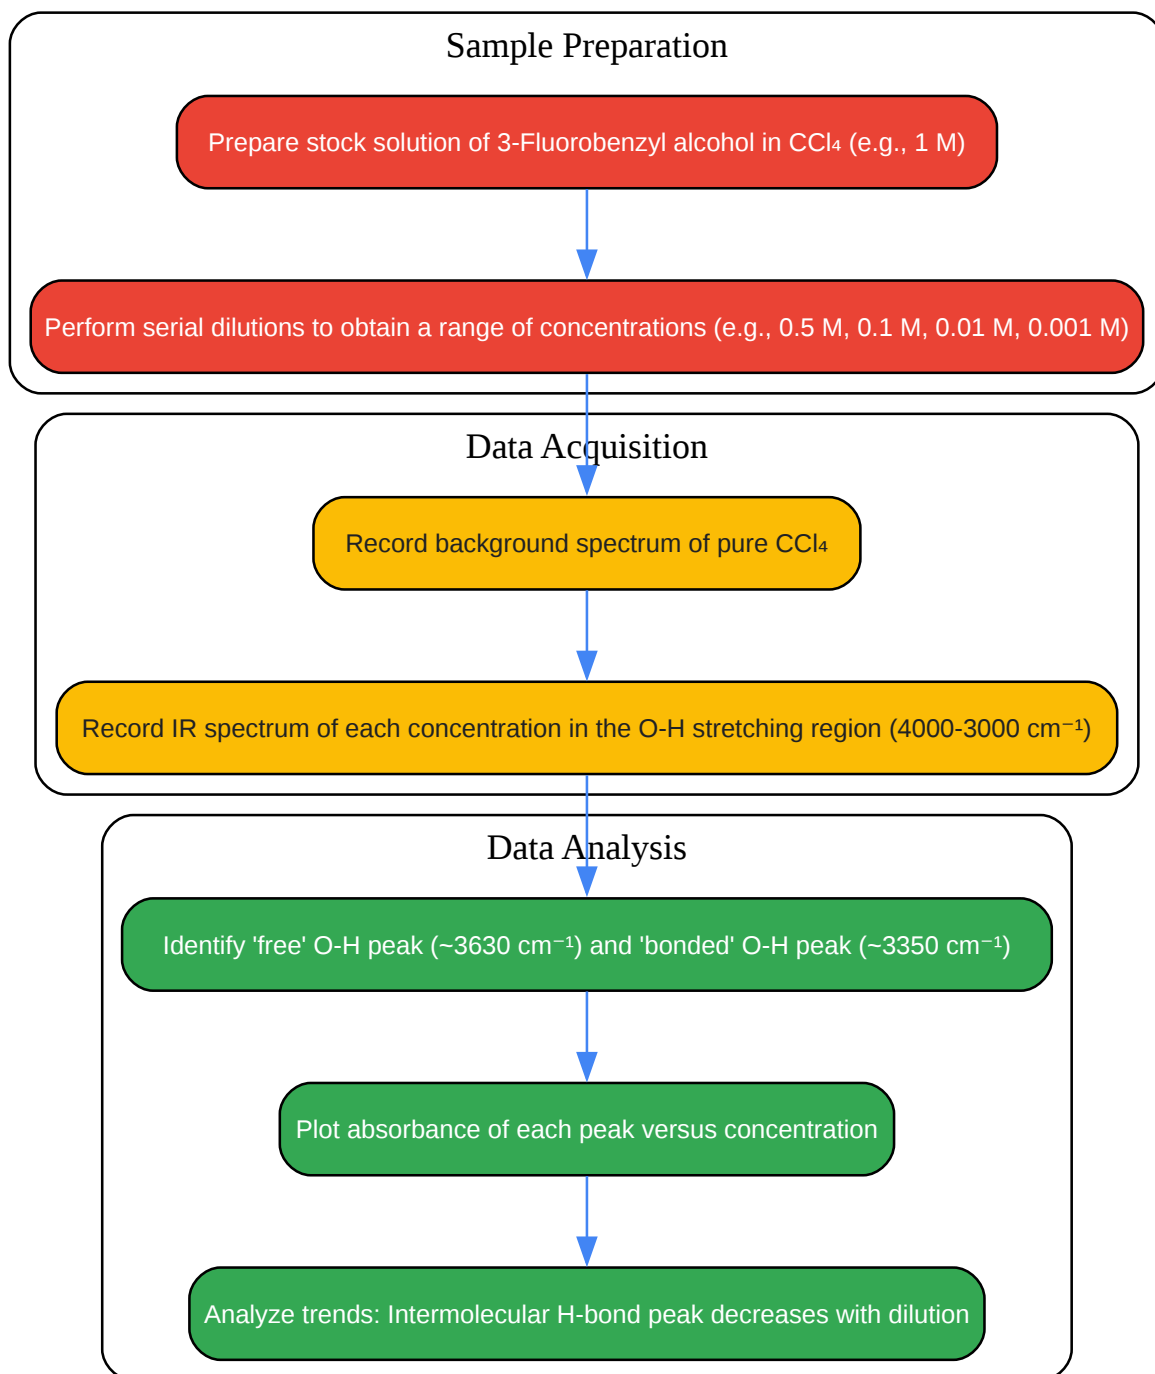 Sample Preparation
Prepare stock solution of 3-Fluorobenzyl alcohol in CCl₄ (e.g., 1 M)
Perform serial dilutions to obtain a range of concentrations (e.g., 0.5 M, 0.1 M, 0.01 M, 0.001 M)
Data Acquisition
Record background spectrum of pure CCl₄
Record IR spectrum of each concentration in the O-H stretching region (4000-3000 cm⁻¹)
Data Analysis
Identify 'free' O-H peak (~3630 cm⁻¹) and 'bonded' O-H peak (~3350 cm⁻¹)
Plot absorbance of each peak versus concentration
Analyze trends: Intermolecular H-bond peak decreases with dilution